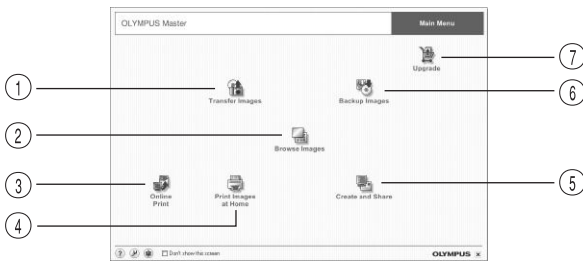 OLYMPUS Master
Main Menu
7
Upgrade
1
Transfer Images
Backup Images
6
2
Browse Images
3
Online
Print
Print Images
at Home
Create and Share
5
4
? Don't show this screen
OLYMPUS